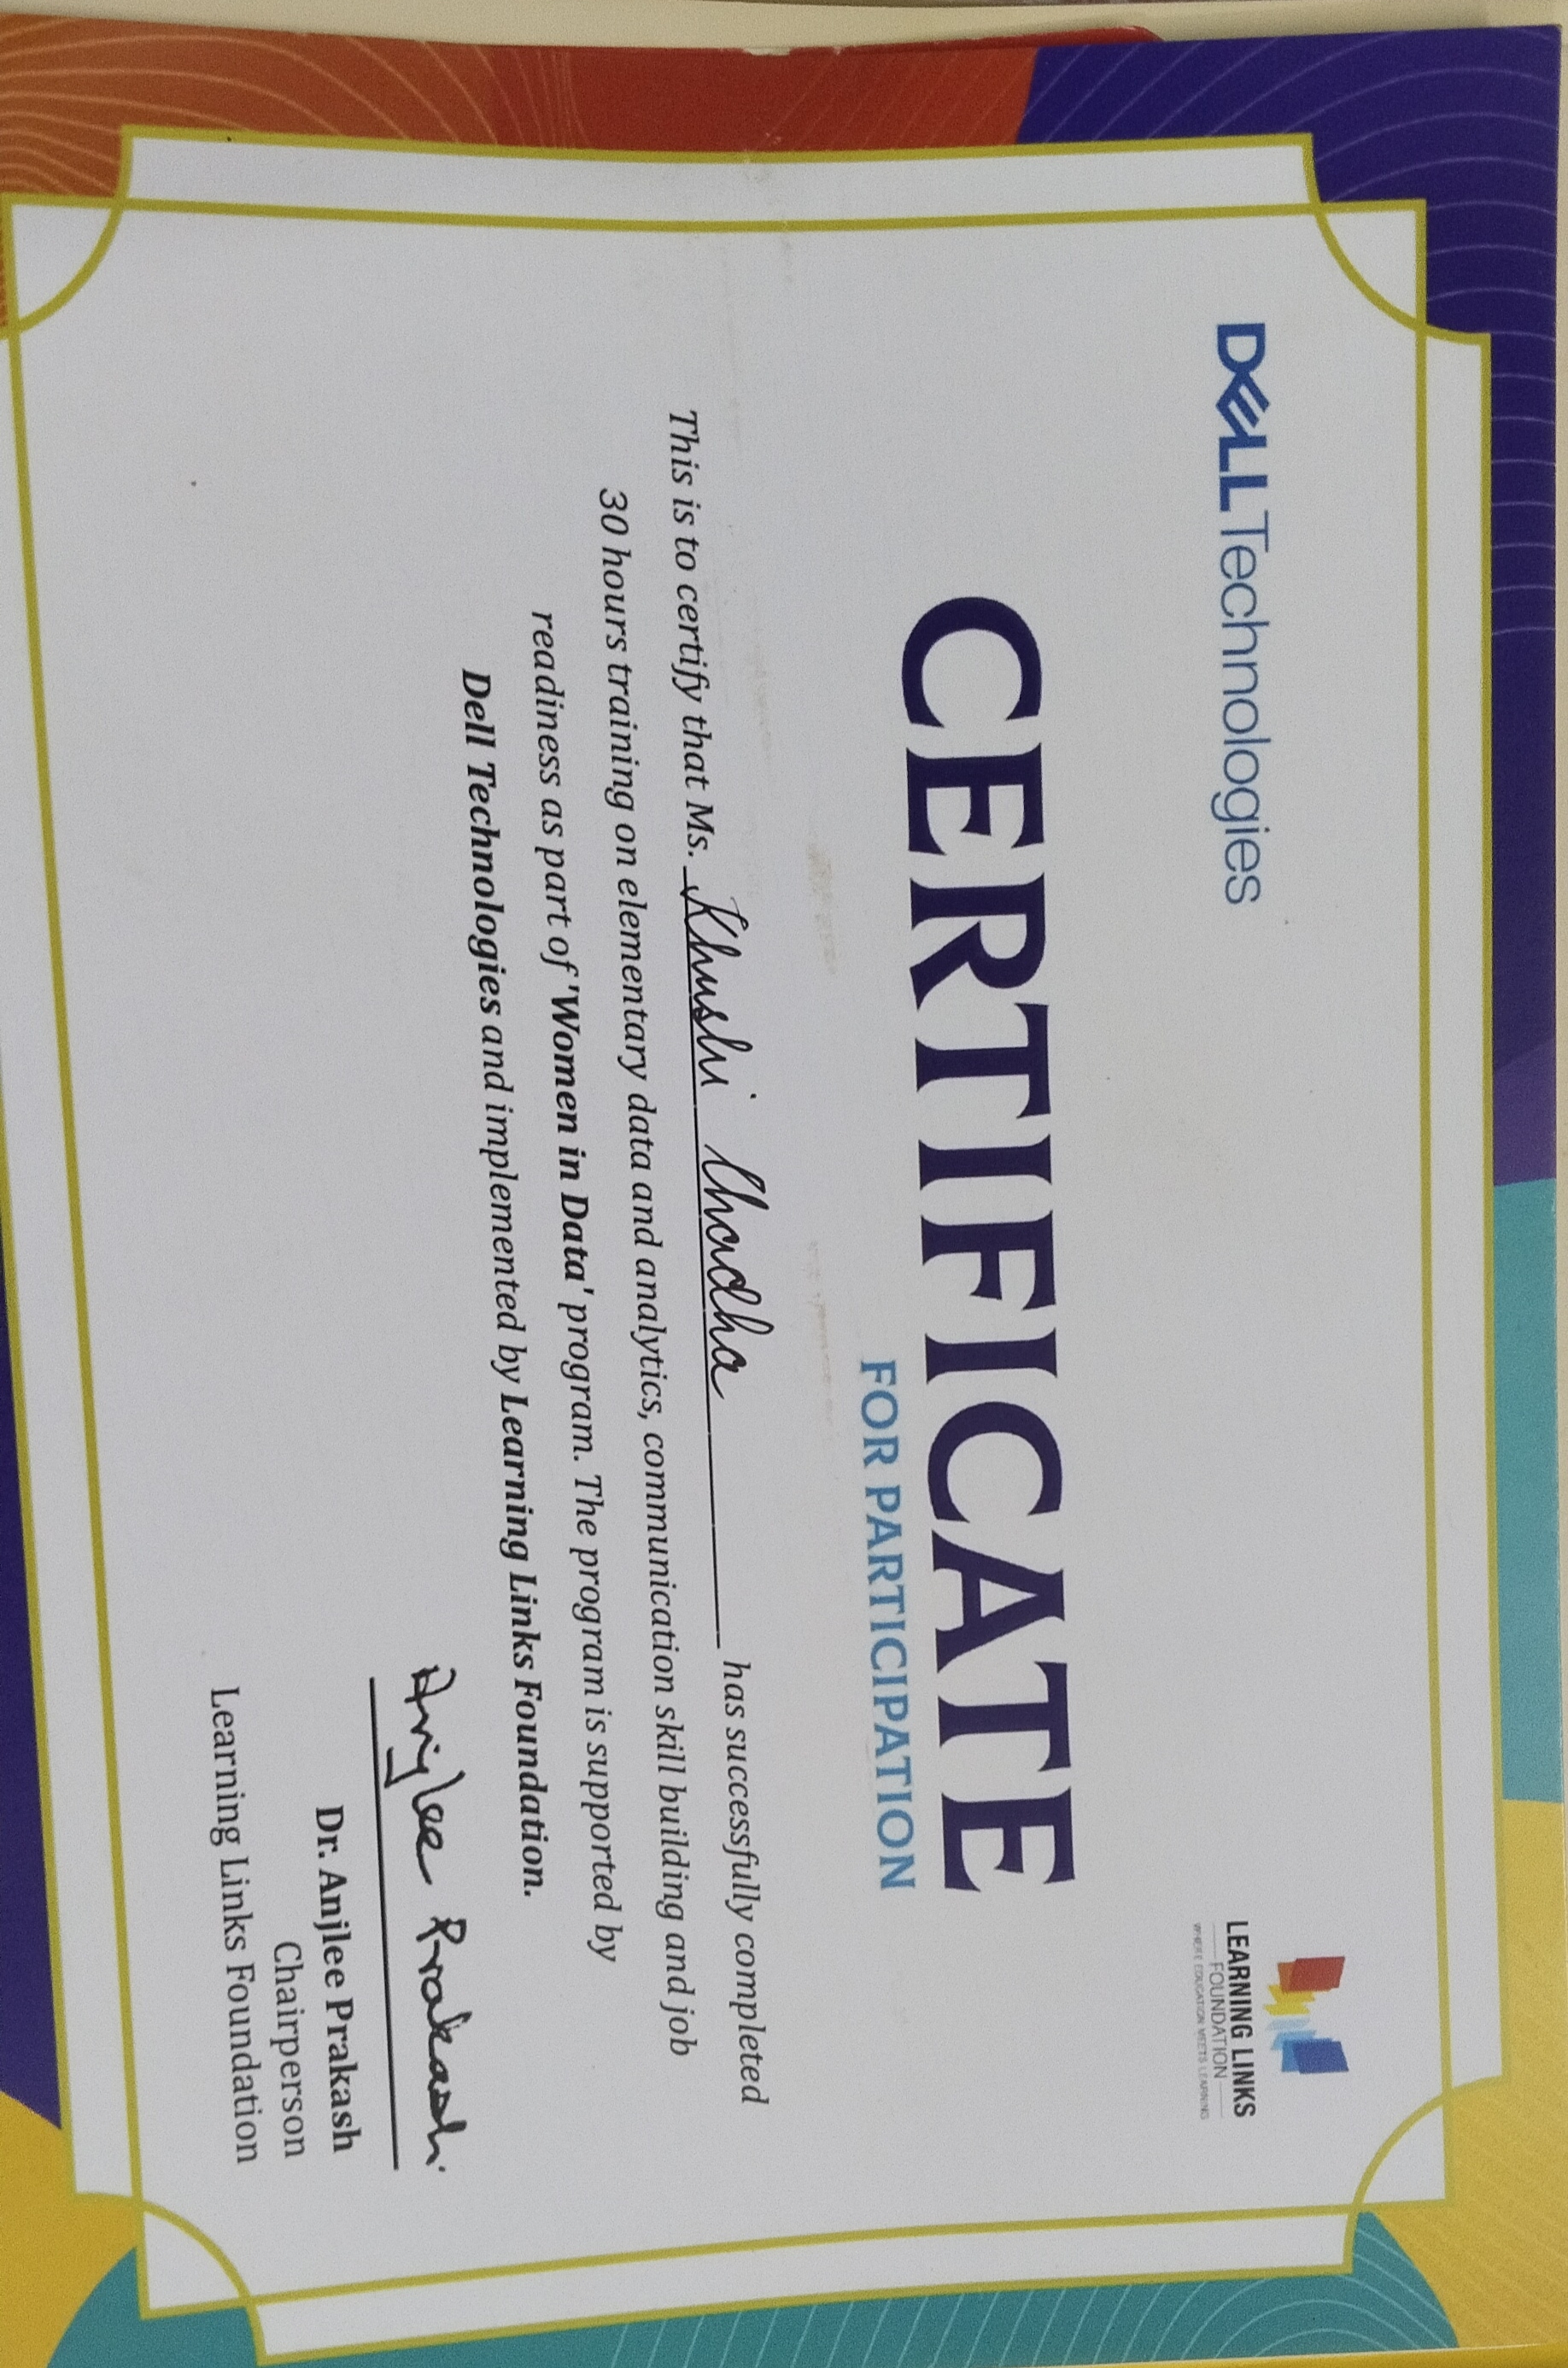 DELL Technologies
LEARNING LINKS
FOUNDATION
WHERE EDUCATION MEETS LEARNING
CERTIFICATE
FOR PARTICIPATION
This is to certify that Ms. Khushi Chadha has successfully completed
30 hours training on elementary data and analytics, communication skill building and job
readiness as part of 'Women in Data' program. The program is supported by
Dell Technologies and implemented by Learning Links Foundation.
Anjlee Prakash.
Dr. Anjlee Prakash
Chairperson
Learning Links Foundation